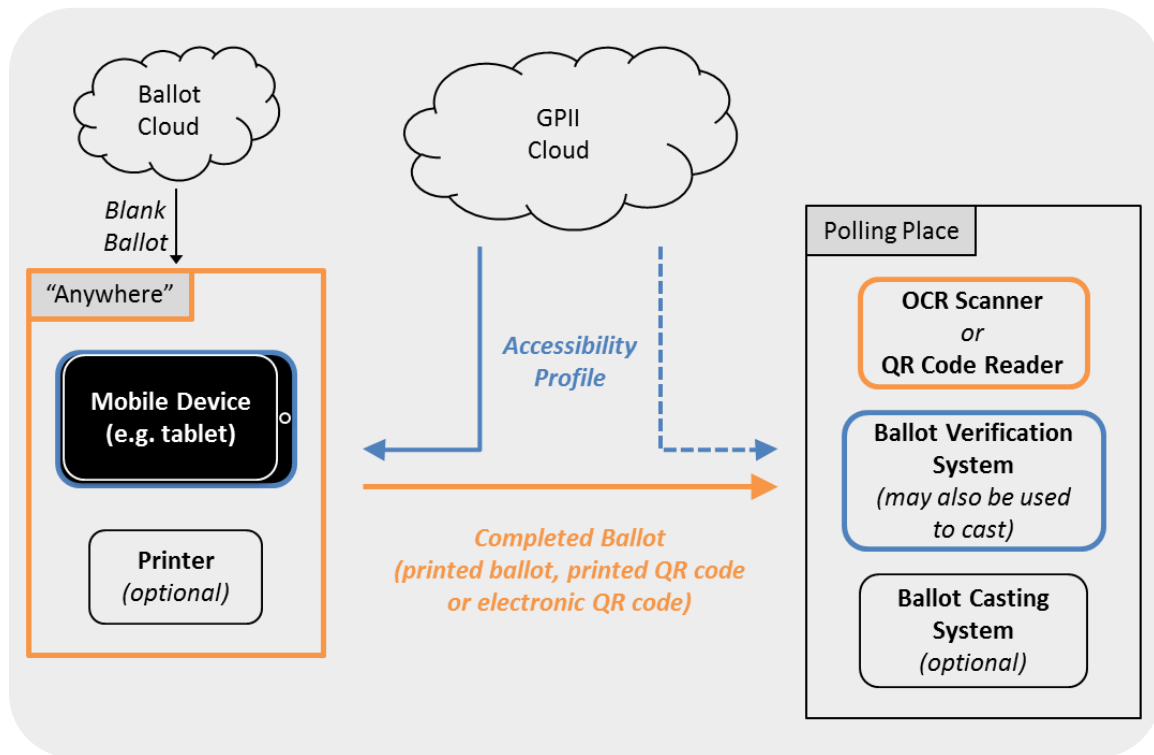 Ballot
Cloud
GPII
Cloud
Blank
Ballot
“Anywhere”
Mobile Device
(e.g. tablet)
Printer
(optional)
Accessibility
Profile
Completed Ballot
(printed ballot, printed QR code
or electronic QR code)
Polling Place
OCR Scanner
or
QR Code Reader
Ballot Verification
System
(may also be used
to cast)
Ballot Casting
System
(optional)